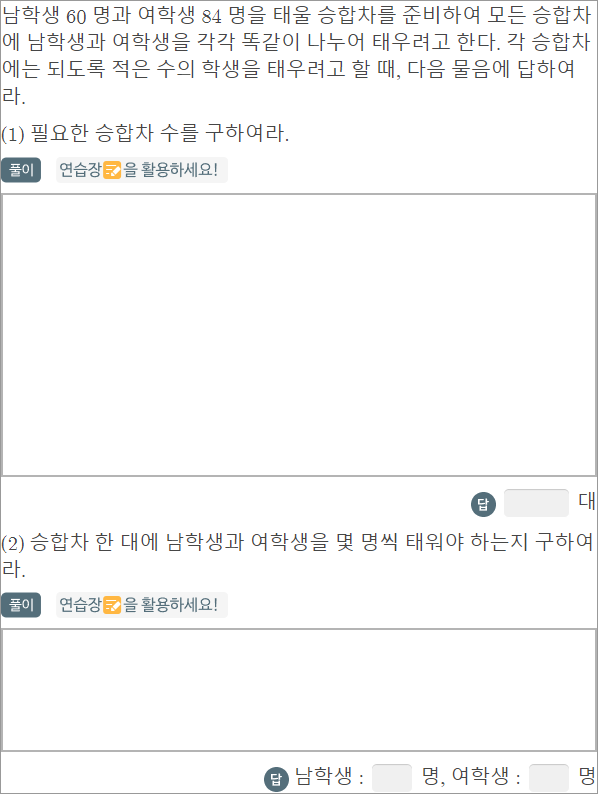 남학생 60 명과 여학생 84 명을 태울 승합차를 준비하여 모든 승합차
에 남학생과 여학생을 각각 똑같이 나누어 태우려고 한다. 각 승합차
에는 되도록 적은 수의 학생을 태우려고 할 때, 다음 물음에 답하여
라.
(1) 필요한 승합차 수를 구하여라.
풀이 연습장을 활용하세요!
답 대
(2) 승합차 한 대에 남학생과 여학생을 몇 명씩 태워야 하는지 구하여
라.
풀이 연습장을 활용하세요!
답 남학생 : 명, 여학생 : 명